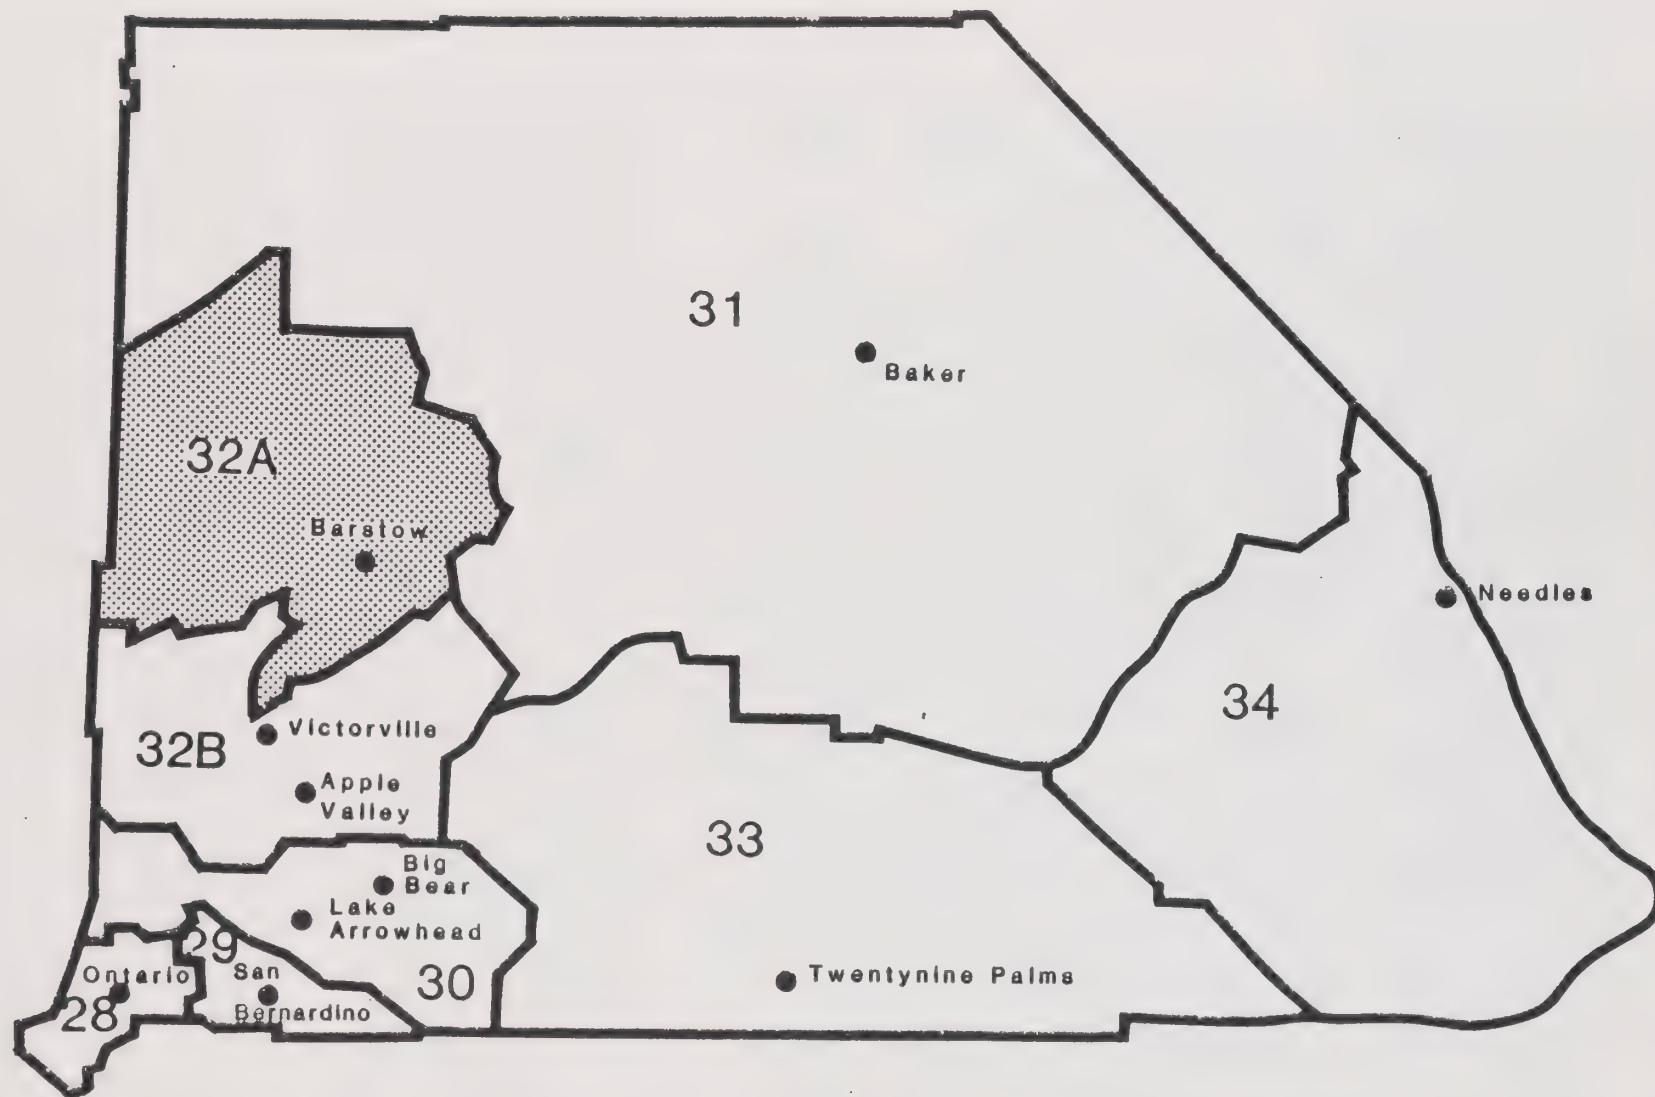 31
Baker
32A
Barstow
Needles
34
Victorville
32B
Apple
Valley
33
Big
Bear
Lake
Arrowhead
29
Ontario
San
30
Twentynine Palms
28
Bernardino